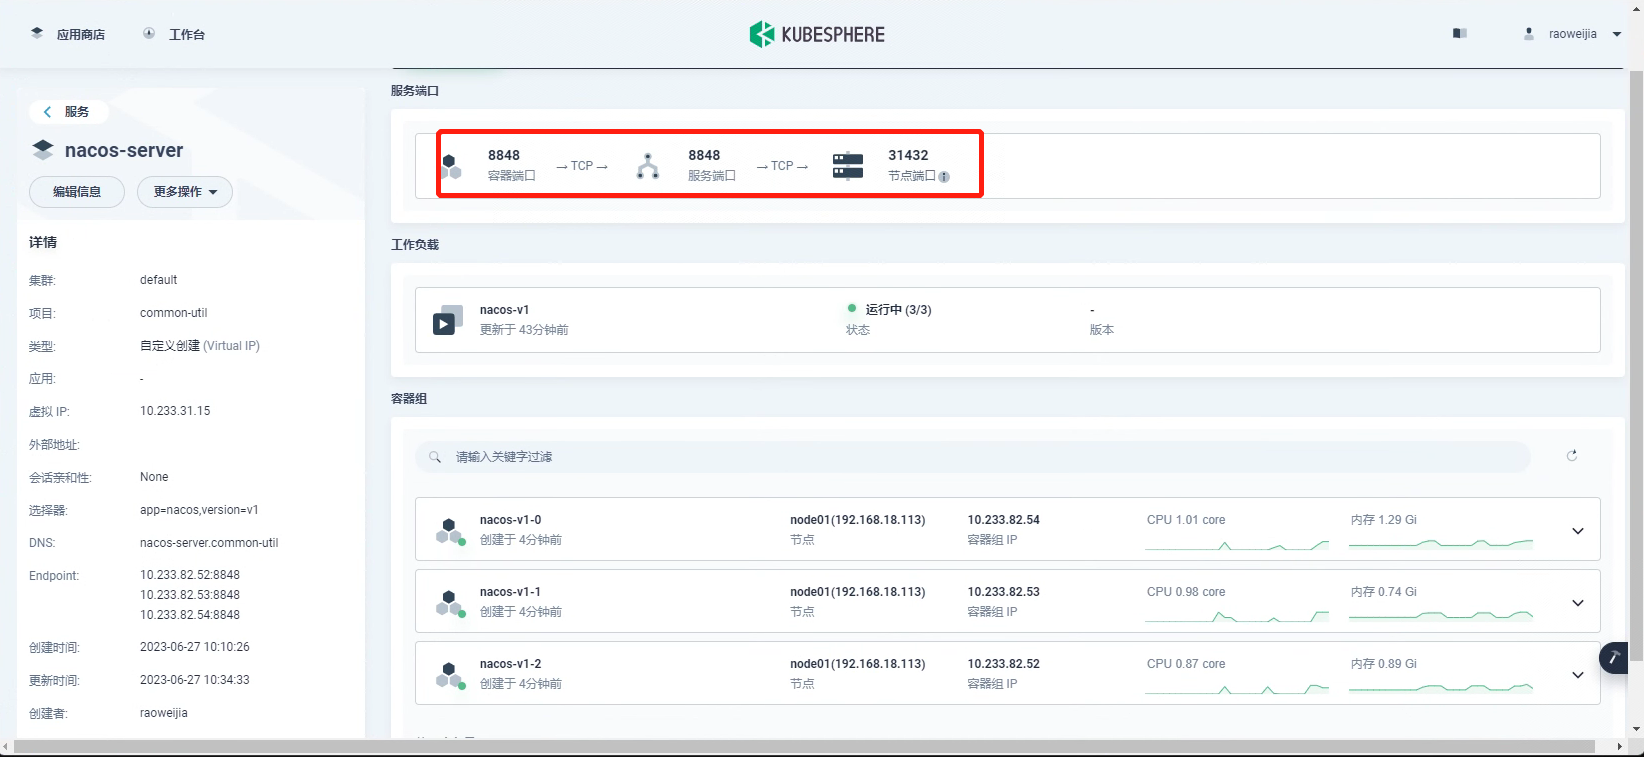 应用商店
工作台
KUBESPHERE
raoweijia
服务
nacos-server
编辑信息
更多操作
详情
集群: default
项目: common-util
类型: 自定义创建 (Virtual IP)
应用: -
虚拟 IP: 10.233.31.15
外部地址:
会话亲和性: None
选择器: app=nacos,version=v1
DNS: nacos-server.common-util
Endpoint: 10.233.82.52:8848
10.233.82.53:8848
10.233.82.54:8848
创建时间: 2023-06-27 10:10:26
更新时间: 2023-06-27 10:34:33
创建者: raoweijia
服务端口
8848 → TCP → 8848 → TCP → 31432
容器端口 服务端口 节点端口
工作负载
nacos-v1 运行中 (3/3) -
更新于 43分钟前 状态 版本
容器组
请输入关键字过滤
nacos-v1-0 node01(192.168.18.113) 10.233.82.54 CPU 1.01 core 内存 1.29 Gi
创建于 4分钟前 节点 容器组 IP
nacos-v1-1 node01(192.168.18.113) 10.233.82.53 CPU 0.98 core 内存 0.74 Gi
创建于 4分钟前 节点 容器组 IP
nacos-v1-2 node01(192.168.18.113) 10.233.82.52 CPU 0.87 core 内存 0.89 Gi
创建于 4分钟前 节点 容器组 IP